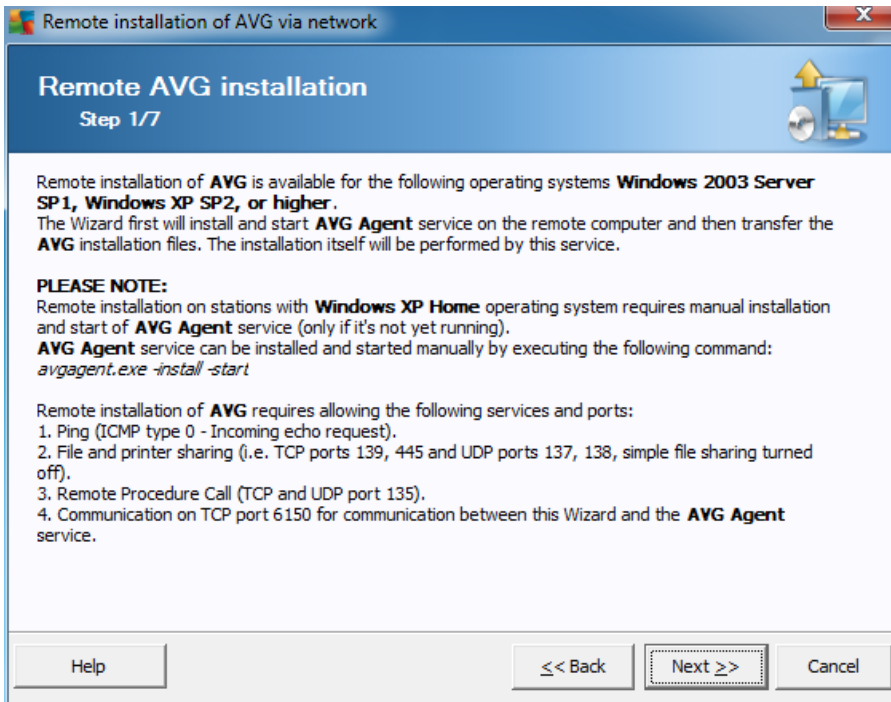 Remote installation of AVG via network
Remote AVG installation
Step 1/7
Remote installation of AVG is available for the following operating systems Windows 2003 Server
SP1, Windows XP SP2, or higher.
The Wizard first will install and start AVG Agent service on the remote computer and then transfer the
AVG installation files. The installation itself will be performed by this service.
PLEASE NOTE:
Remote installation on stations with Windows XP Home operating system requires manual installation
and start of AVG Agent service (only if it's not yet running).
AVG Agent service can be installed and started manually by executing the following command:
avgagent.exe -install -start
Remote installation of AVG requires allowing the following services and ports:
1. Ping (ICMP type 0 - Incoming echo request).
2. File and printer sharing (i.e. TCP ports 139, 445 and UDP ports 137, 138, simple file sharing turned
off).
3. Remote Procedure Call (TCP and UDP port 135).
4. Communication on TCP port 6150 for communication between this Wizard and the AVG Agent
service.
Help
<< Back
Next >>
Cancel